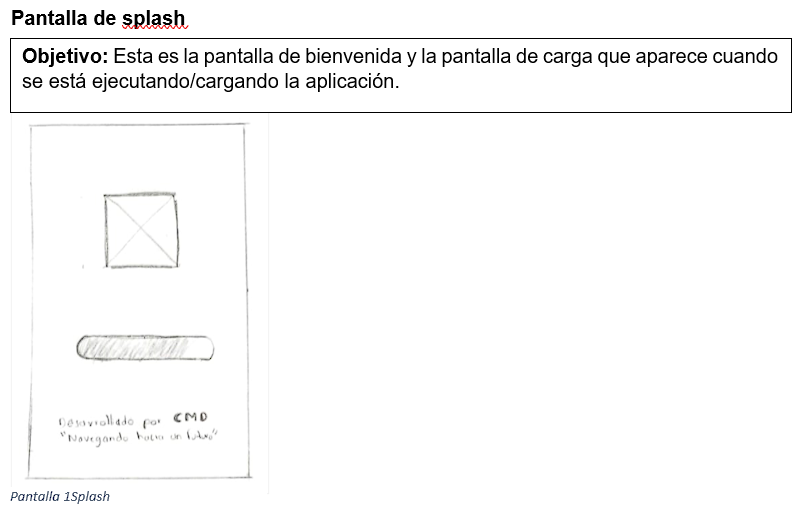 Pantalla de splash
Objetivo: Esta es la pantalla de bienvenida y la pantalla de carga que aparece cuando
se está ejecutando/cargando la aplicación.
Desarrollado por CMD
"Navegando hacia un futuro"
Pantalla 1Splash